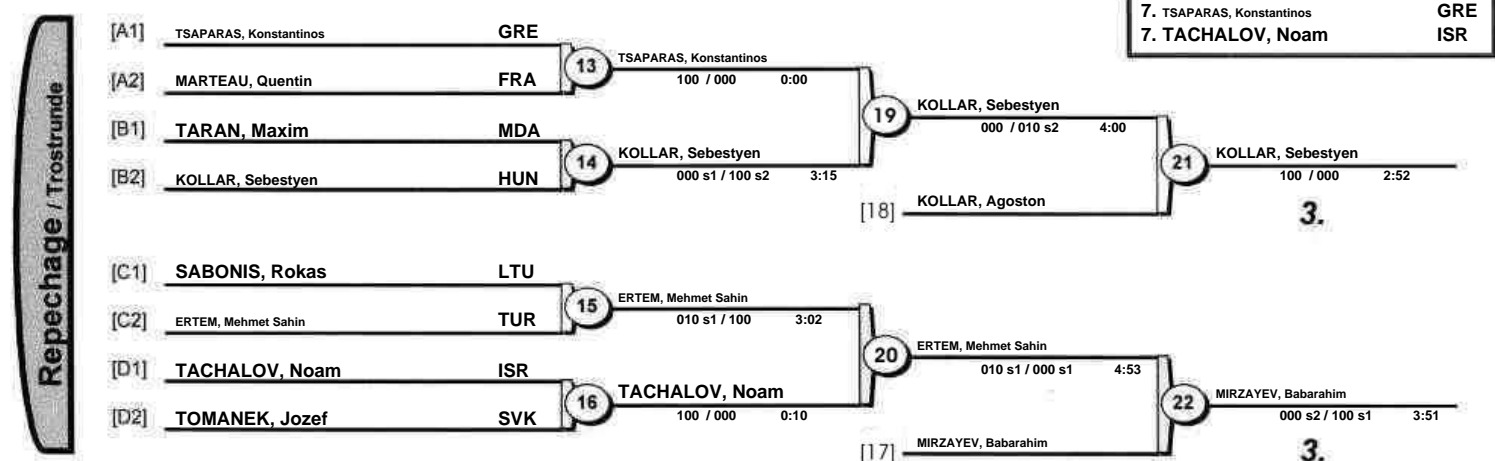 7. TSAPARAS, Konstantinos GRE
7. TACHALOV, Noam ISR
Repechage / Trostrunde
[A1] TSAPARAS, Konstantinos GRE
13 TSAPARAS, Konstantinos
100 / 000 0:00
[A2] MARTEAU, Quentin FRA
19 KOLLAR, Sebestyen
000 / 010 s2 4:00
[B1] TARAN, Maxim MDA
14 KOLLAR, Sebestyen
000 s1 / 100 s2 3:15
[B2] KOLLAR, Sebestyen HUN
21 KOLLAR, Sebestyen
100 / 000 2:52
[18] KOLLAR, Agoston
3.
[C1] SABONIS, Rokas LTU
15 ERTEM, Mehmet Sahin
010 s1 / 100 3:02
[C2] ERTEM, Mehmet Sahin TUR
20 ERTEM, Mehmet Sahin
010 s1 / 000 s1 4:53
[D1] TACHALOV, Noam ISR
16 TACHALOV, Noam
100 / 000 0:10
[D2] TOMANEK, Jozef SVK
22 MIRZAYEV, Babarahim
000 s2 / 100 s1 3:51
[17] MIRZAYEV, Babarahim
3.